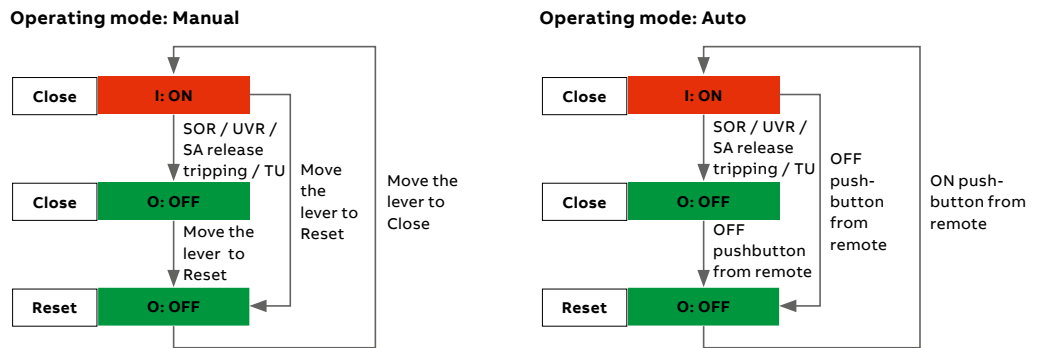 Operating mode: Manual
Close
I: ON
SOR / UVR /
SA release
tripping / TU
Close
O: OFF
Move the
lever to
Reset
Reset
O: OFF
Move
the
lever to
Reset
Move the
lever to
Close
Operating mode: Auto
Close
I: ON
SOR / UVR /
SA release
tripping / TU
Close
O: OFF
OFF
pushbutton
from remote
Reset
O: OFF
OFF
push-
button
from
remote
ON push-
button from
remote